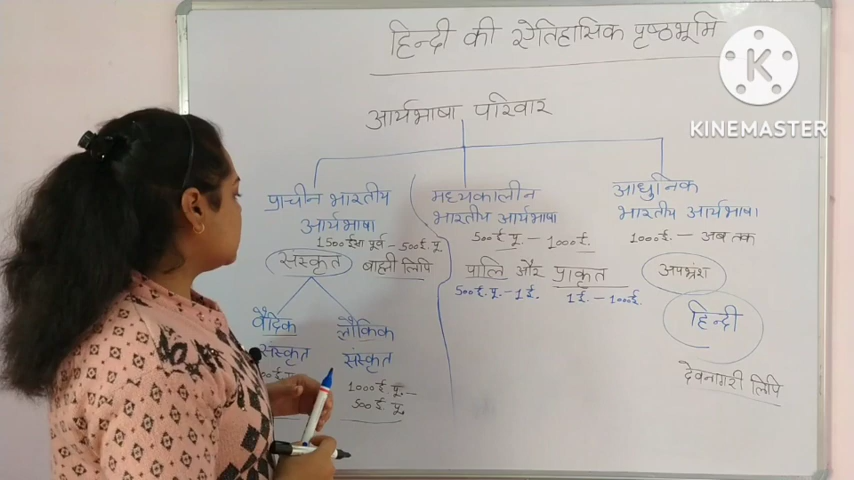 हिन्दी की ऐतिहासिक पृष्ठभूमि
K
KINEMASTER
आर्यभाषा परिवार
प्राचीन भारतीय
आर्यभाषा
1500 ईसा पूर्व - 500 ई. पू
संस्कृत
बाह्मी लिपि
वैदिक
संस्कृत
लौकिक
संस्कृत
1000 ई पू. -
500 ई पू.
मध्यकालीन
भारतीय आर्यभाषा
500 ई पू. - 1000 ई.
पालि और प्राकृत
500 ई. पू. - 1 ई.
1 ई. - 1000 ई.
आधुनिक
भारतीय आर्यभाषा
1000 ई. - अब तक
अपभ्रंश
हिन्दी
देवनागरी लिपि